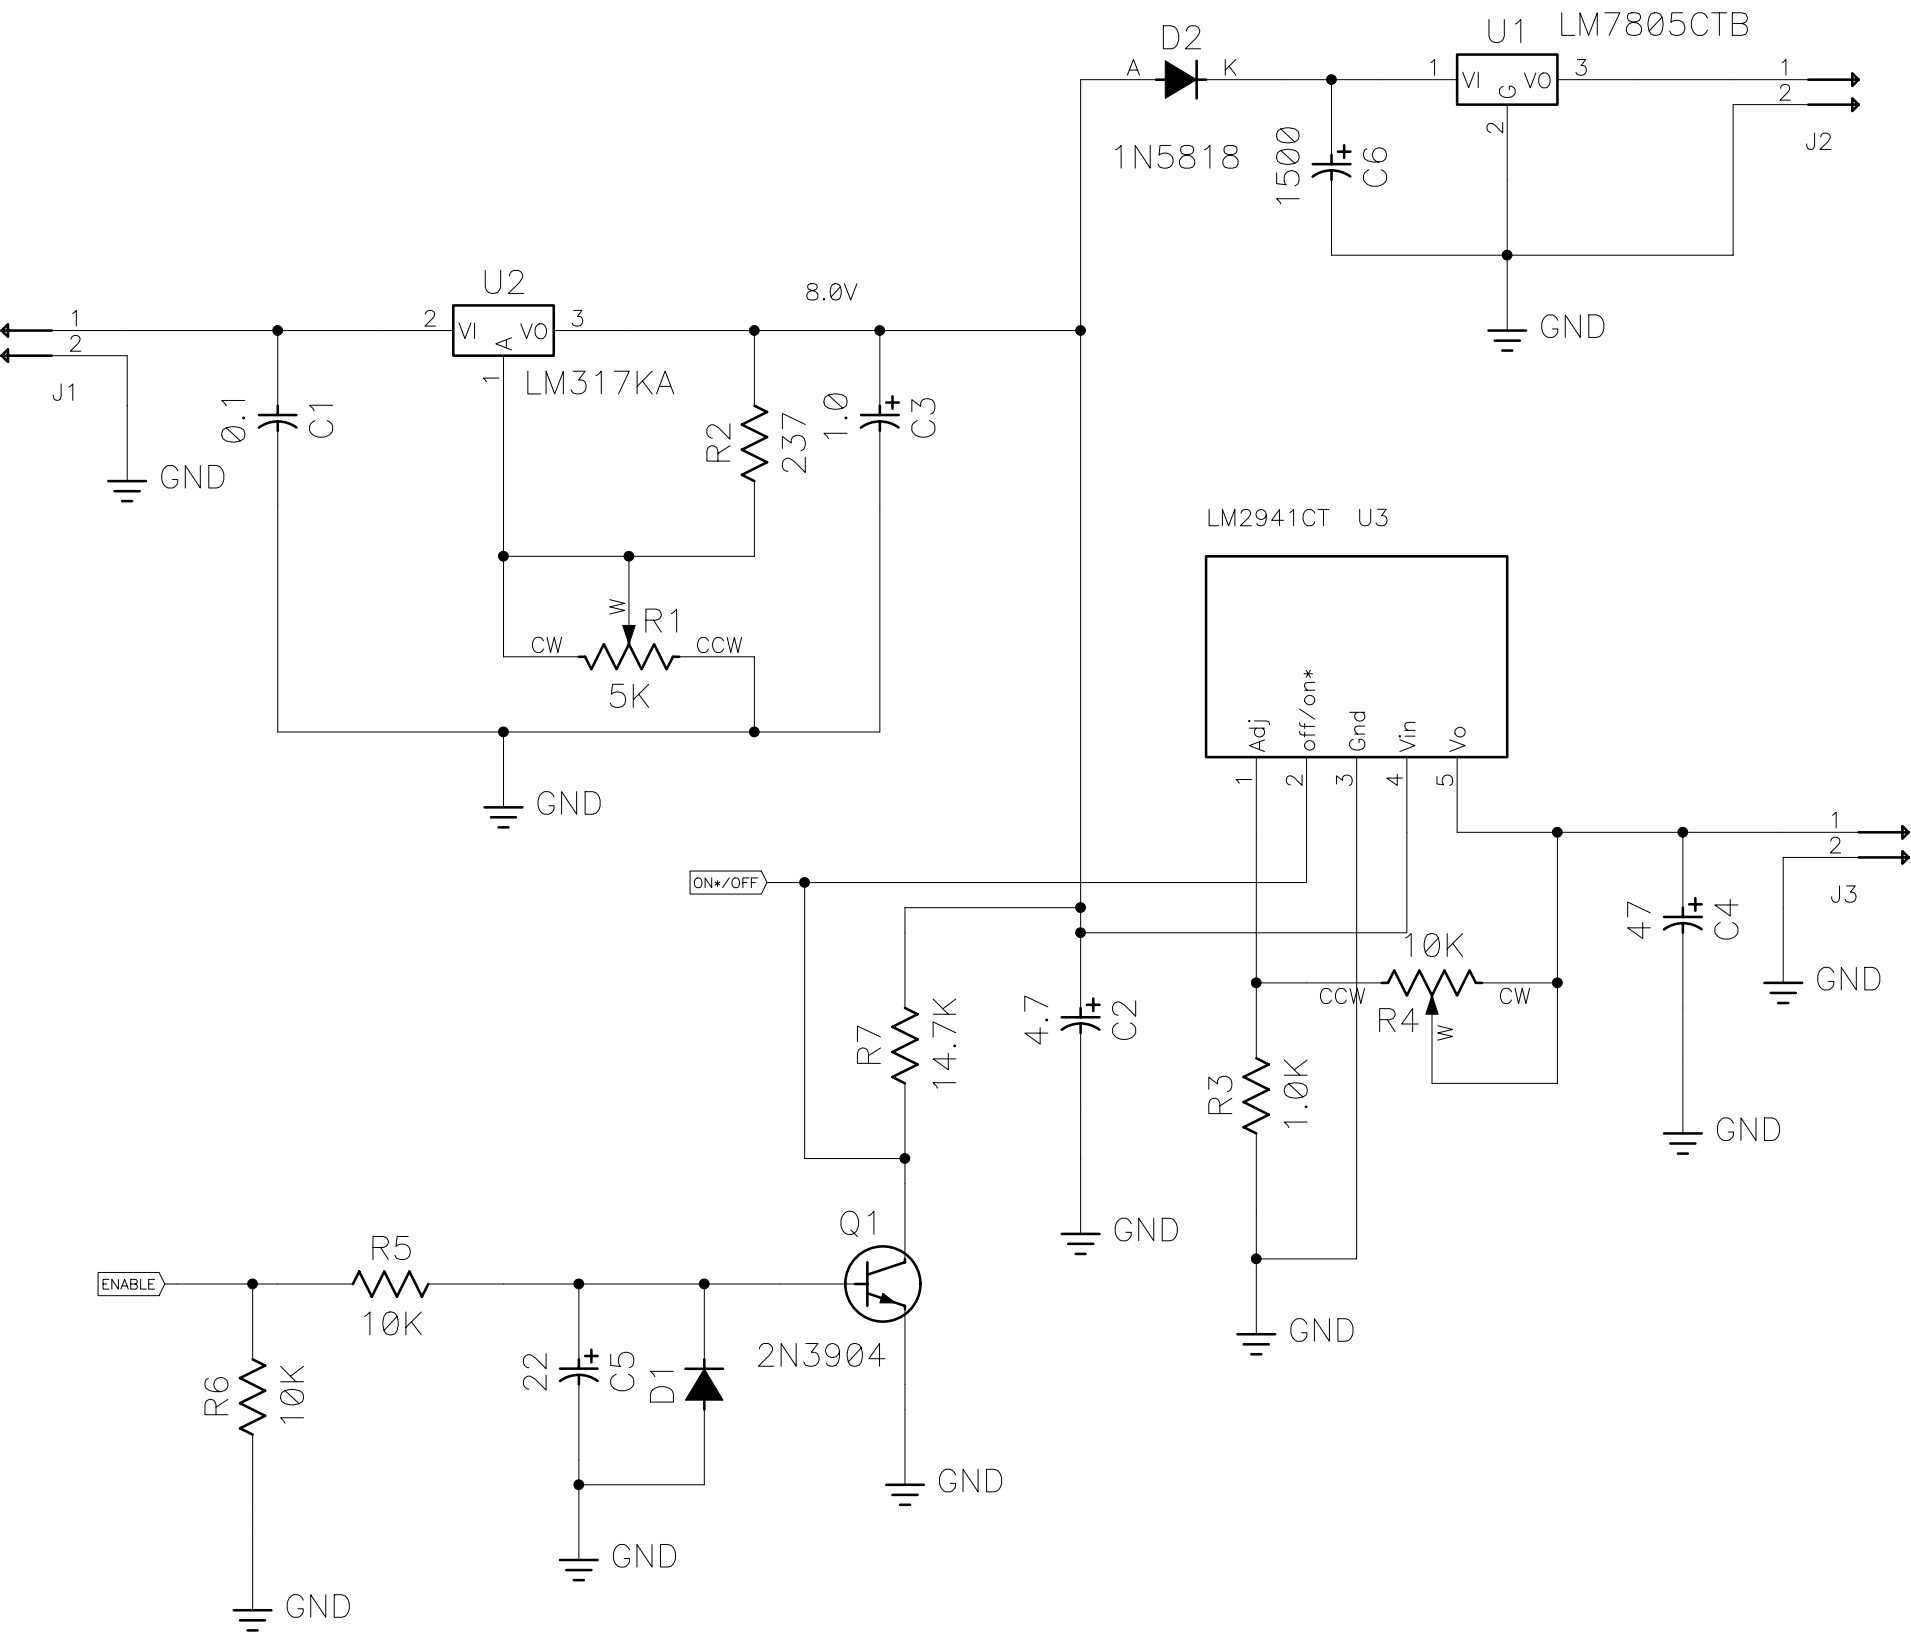 D2
U1 LM7805CTB
A
K
1
VI
G
VO
3
2
1
2
J2
1N5818
1500
+
C6
GND
1
2
J1
GND
U2
2
VI
A
VO
3
1
LM317KA
8.0V
0.1
C1
R2
237
1.0
+
C3
W
R1
CW
CCW
5K
GND
LM2941CT U3
Adj
off/on*
Gnd
Vin
Vo
1
2
3
4
5
1
2
J3
ON*/OFF
47
+
C4
GND
GND
10K
CCW
CW
R4
W
R7
14.7K
4.7
+
C2
R3
1.0K
GND
GND
Q1
2N3904
GND
ENABLE
R5
10K
R6
10K
22
+
C5
D1
GND
GND